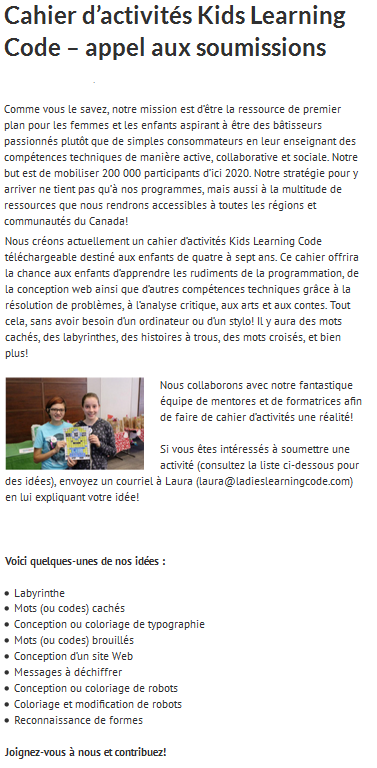 Cahier d'activités Kids Learning
Code – appel aux soumissions
Comme vous le savez, notre mission est d'être la ressource de premier
plan pour les femmes et les enfants aspirant à être des bâtisseurs
passionnés plutôt que de simples consommateurs en leur enseignant des
compétences techniques de manière active, collaborative et sociale. Notre
but est de mobiliser 200 000 participants d'ici 2020. Notre stratégie pour y
arriver ne tient pas qu'à nos programmes, mais aussi à la multitude de
ressources que nous rendrons accessibles à toutes les régions et
communautés du Canada!
Nous créons actuellement un cahier d'activités Kids Learning Code
téléchargeable destiné aux enfants de quatre à sept ans. Ce cahier offrira
la chance aux enfants d'apprendre les rudiments de la programmation, de
la conception web ainsi que d'autres compétences techniques grâce à la
résolution de problèmes, à l'analyse critique, aux arts et aux contes. Tout
cela, sans avoir besoin d'un ordinateur ou d'un stylo! Il y aura des mots
cachés, des labyrinthes, des histoires à trous, des mots croisés, et bien
plus!
Nous collaborons avec notre fantastique
équipe de mentores et de formatrices afin
de faire de cahier d'activités une réalité!
Si vous êtes intéressés à soumettre une
activité (consultez la liste ci-dessous pour
des idées), envoyez un courriel à Laura (laura@ladieslearningcode.com)
en lui expliquant votre idée!
Voici quelques-unes de nos idées :
• Labyrinthe
• Mots (ou codes) cachés
• Conception ou coloriage de typographie
• Mots (ou codes) brouillés
• Conception d'un site Web
• Messages à déchiffrer
• Conception ou coloriage de robots
• Coloriage et modification de robots
• Reconnaissance de formes
Joignez-vous à nous et contribuez!